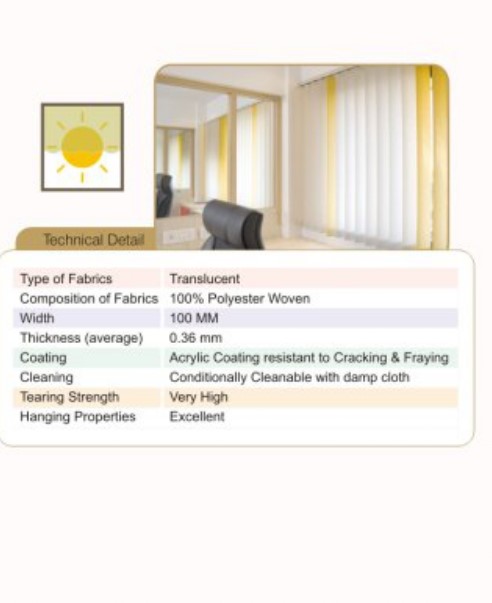 Technical Detail
Type of Fabrics Translucent
Composition of Fabrics 100% Polyester Woven
Width 100 MM
Thickness (average) 0.36 mm
Coating Acrylic Coating resistant to Cracking & Fraying
Cleaning Conditionally Cleanable with damp cloth
Tearing Strength Very High
Hanging Properties Excellent